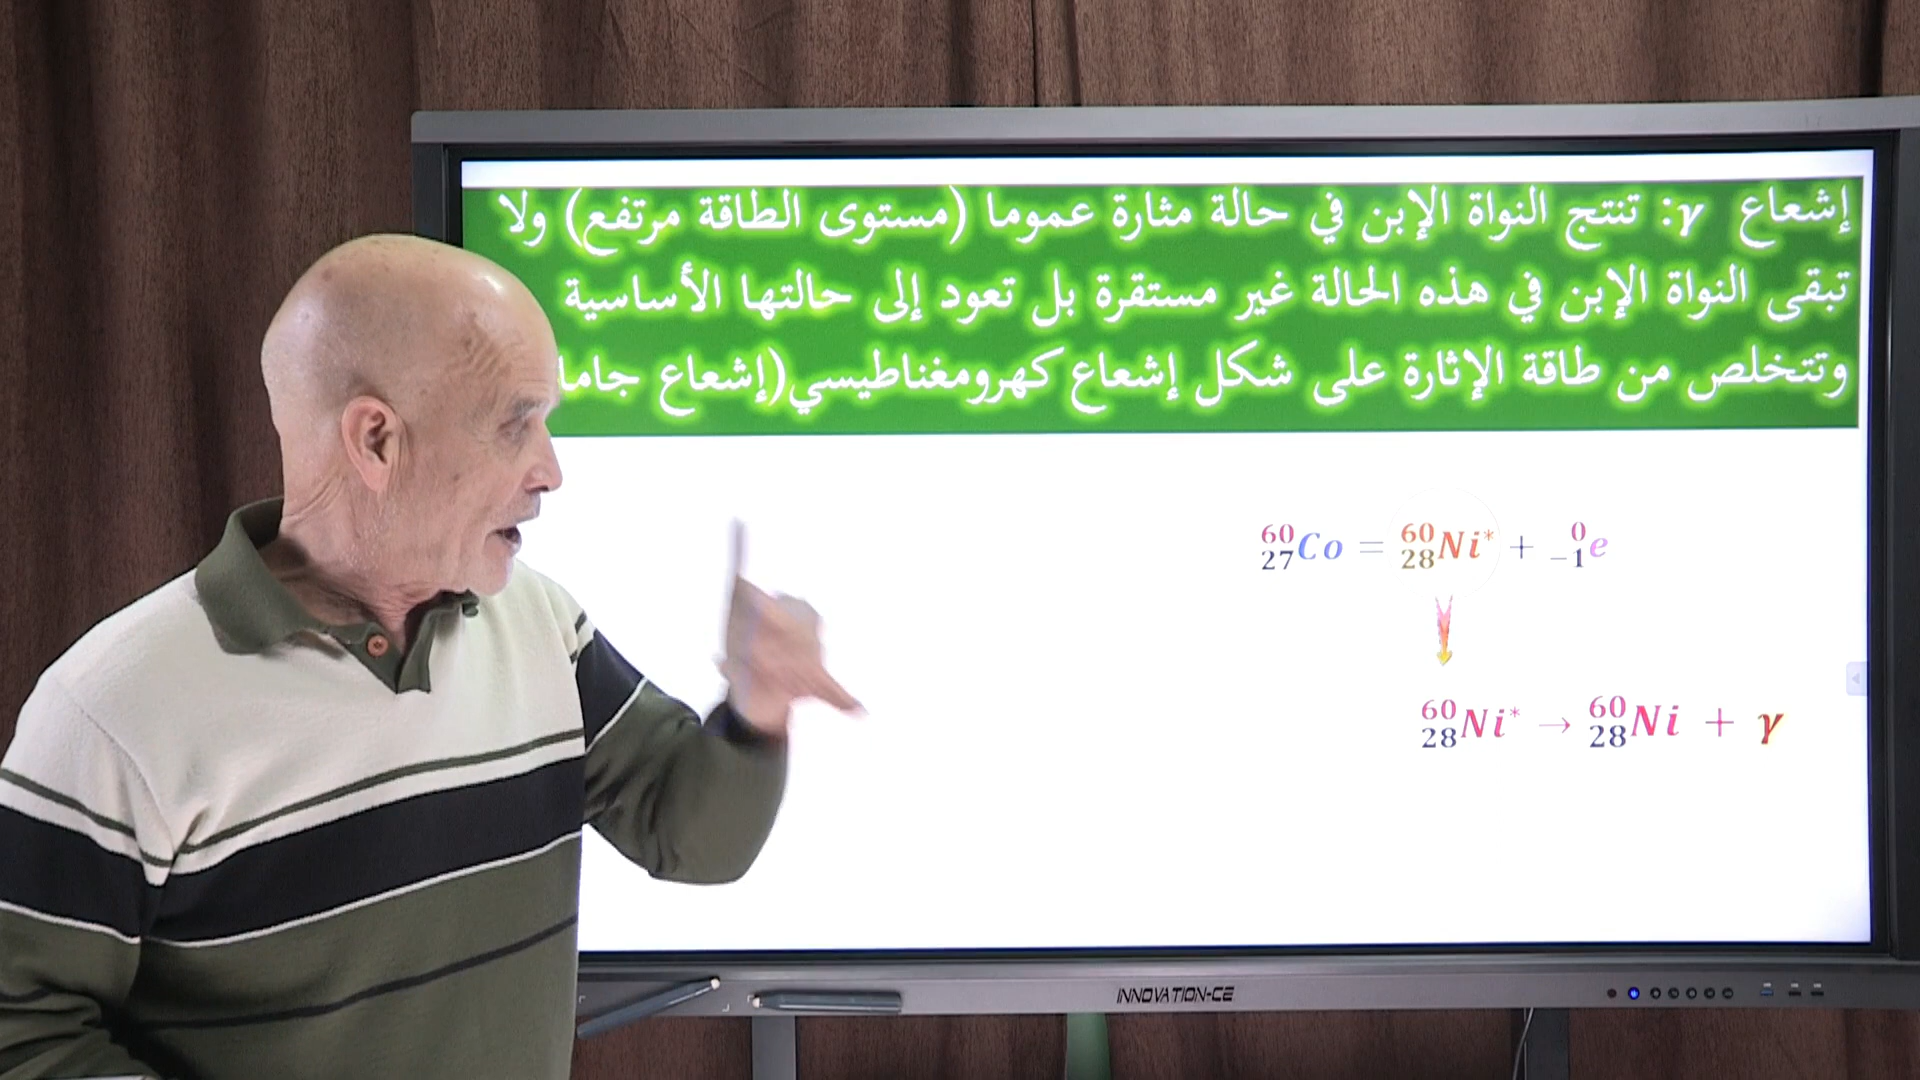 إشعاع γ: تنتج النواة الإبن في حالة مثارة عموما (مستوى الطاقة مرتفع) ولا
تبقى النواة الإبن في هذه الحالة غير مستقرة بل تعود إلى حالتها الأساسية
وتتخلص من طاقة الإثارة على شكل إشعاع كهرومغناطيسي(إشعاع جاما
⁶⁰₂₇Co = ⁶⁰₂₈Ni* + ⁰₋₁e
⁶⁰₂₈Ni* → ⁶⁰₂₈Ni + γ
INNOVATION-CE